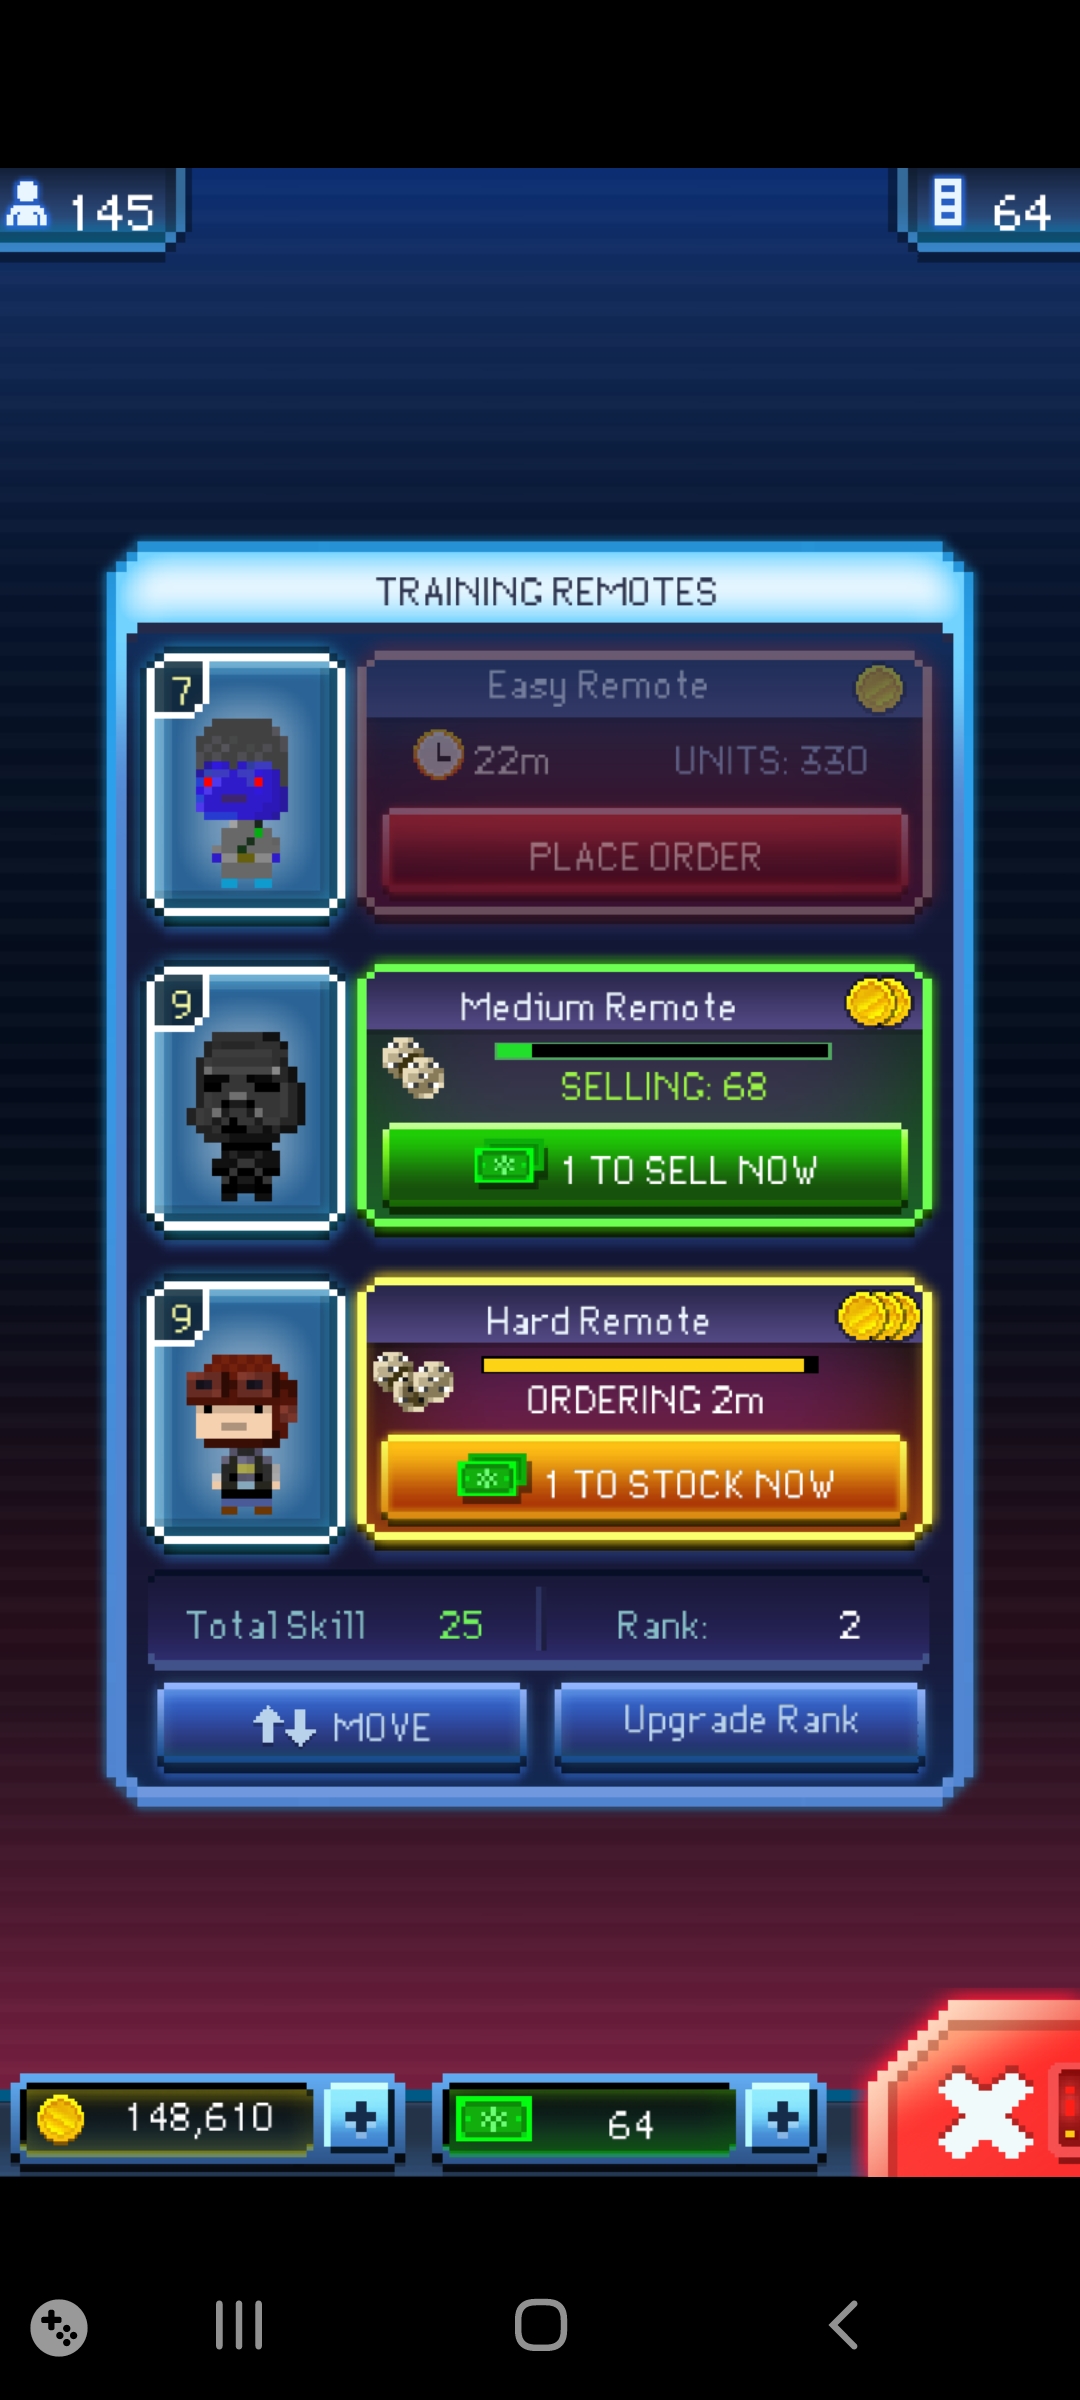 145
64
TRAINING REMOTES
7
Easy Remote
22m UNITS: 330
PLACE ORDER
9
Medium Remote
SELLING: 68
1 TO SELL NOW
9
Hard Remote
ORDERING 2m
1 TO STOCK NOW
Total Skill 25 Rank: 2
MOVE Upgrade Rank
148,610 64